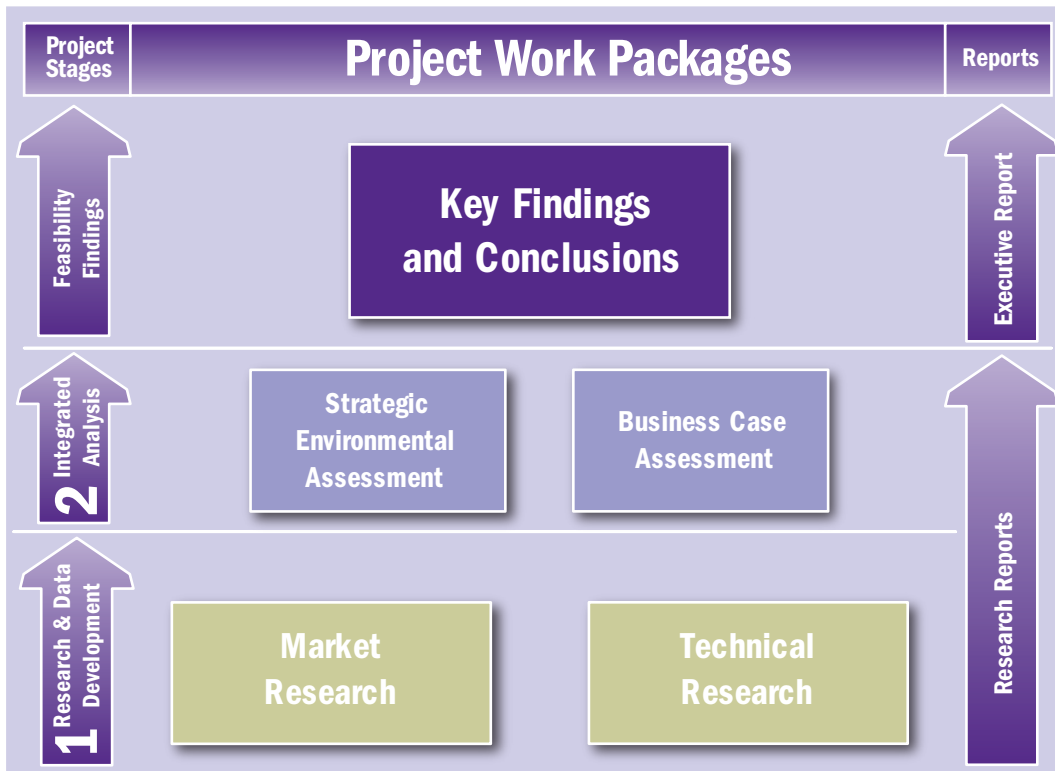 Project
Stages
Project Work Packages
Reports
Feasibility
Findings
Key Findings
and Conclusions
Executive Report
2 Integrated
Analysis
Strategic
Environmental
Assessment
Business Case
Assessment
Research Reports
1 Research & Data
Development
Market
Research
Technical
Research